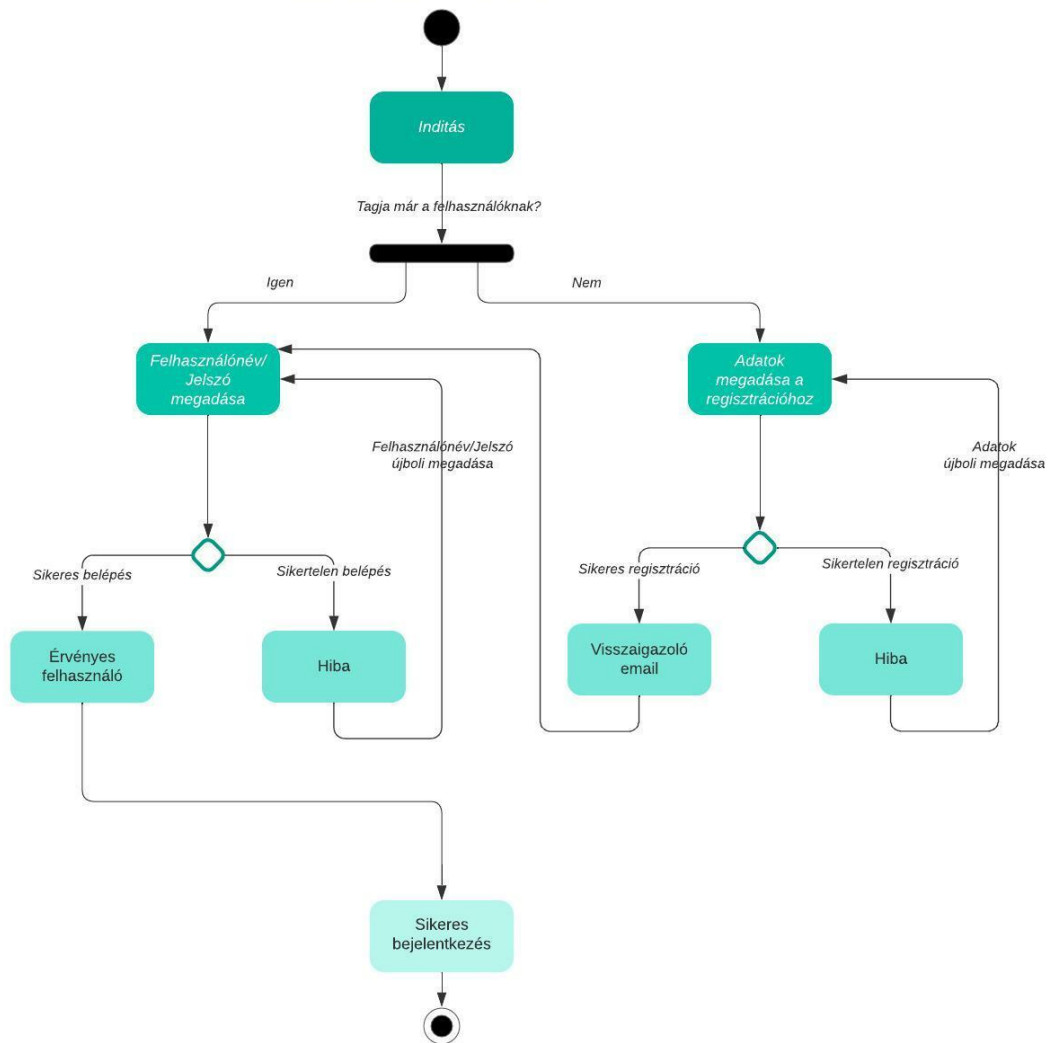 Inditás
Tagja már a felhasználóknak?
Igen
Nem
Felhasználónév/
Jelszó
megadása
Adatok
megadása a
regisztrációhoz
Felhasználónév/Jelszó
újboli megadása
Adatok
újboli megadása
Sikeres belépés
Sikertelen belépés
Sikeres regisztráció
Sikertelen regisztráció
Érvényes
felhasználó
Hiba
Visszaigazoló
email
Hiba
Sikeres
bejelentkezés